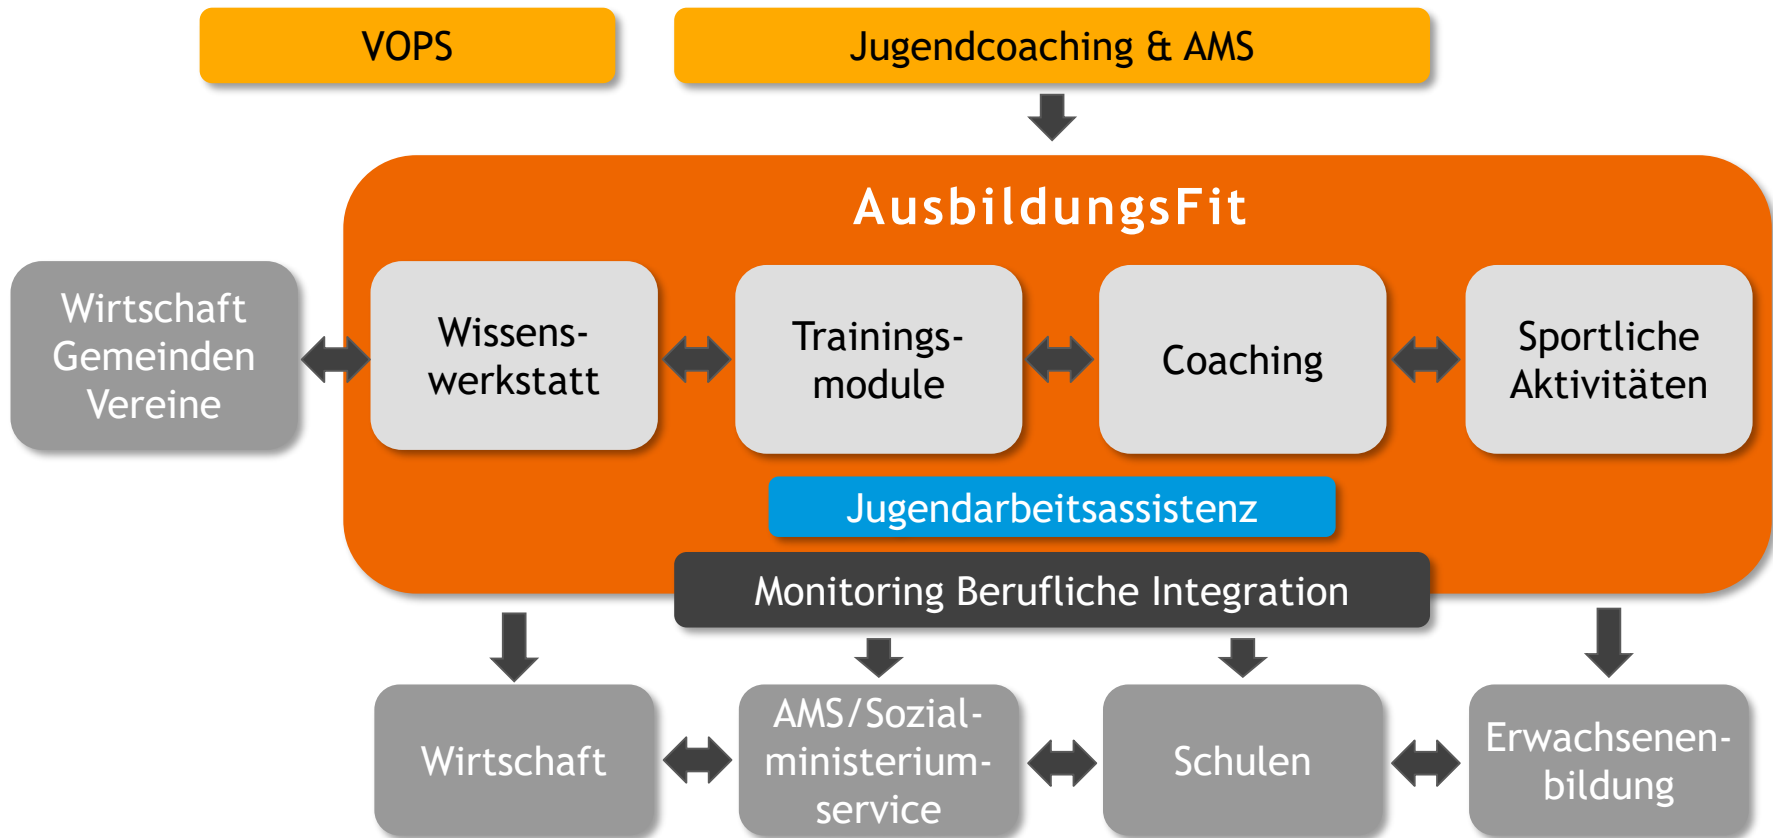 VOPS
Jugendcoaching & AMS
AusbildungsFit
Wirtschaft
Gemeinden
Vereine
Wissens-
werkstatt
Trainings-
module
Coaching
Sportliche
Aktivitäten
Jugendarbeitsassistenz
Monitoring Berufliche Integration
Wirtschaft
AMS/Sozial-
ministerium-
service
Schulen
Erwachsenen-
bildung